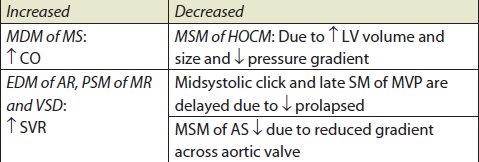 Increased
Decreased
MDM of MS:
↑ CO
MSM of HOCM: Due to ↑ LV volume and
size and ↓ pressure gradient
EDM of AR, PSM of MR
and VSD:
↑ SVR
Midsystolic click and late SM of MVP are
delayed due to ↓ prolapsed
MSM of AS ↓ due to reduced gradient
across aortic valve